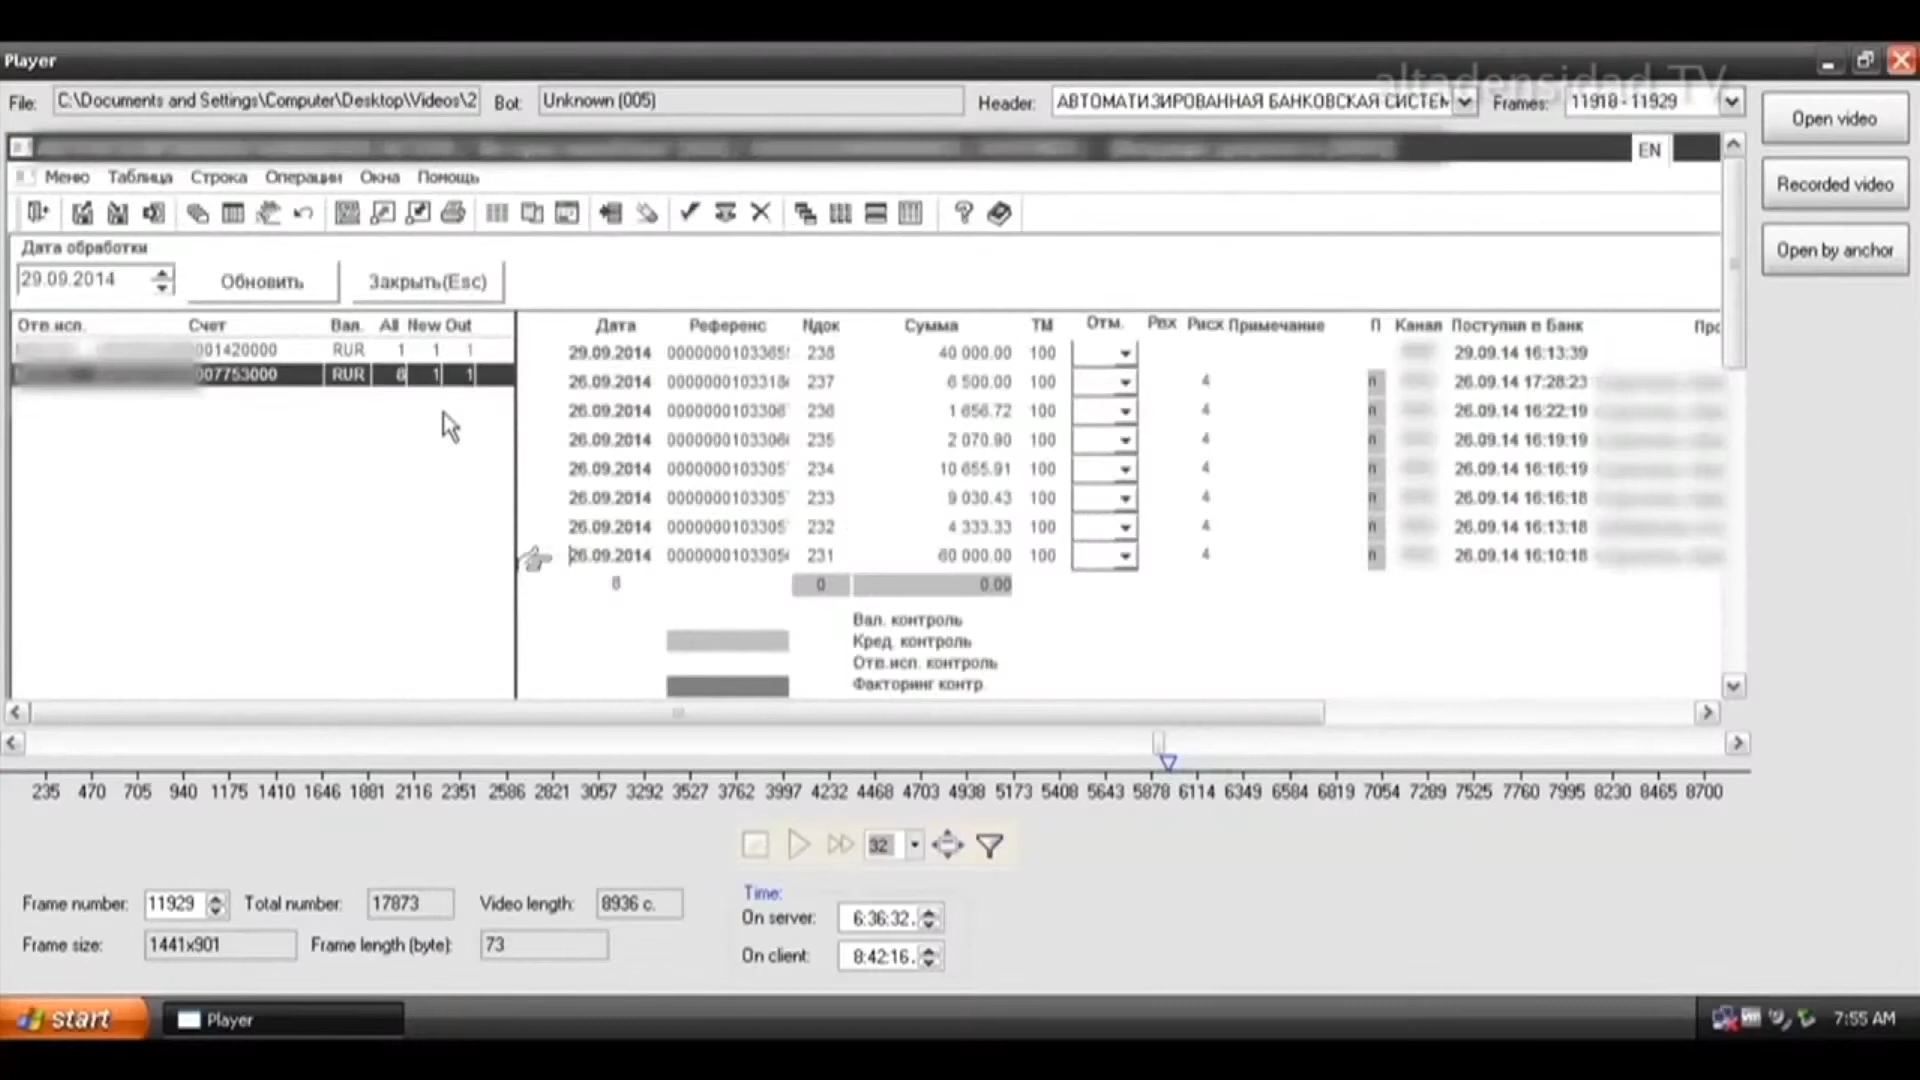 altadensidad TV
Player
File: C:\Documents and Settings\Computer\Desktop\Videos\2 Bot: Unknown (005) Header: АВТОМАТИЗИРОВАННАЯ БАНКОВСКАЯ СИСТЕМ Frames: 11918 - 11929 Open video
EN
Меню Таблица Строка Операции Окна Помощь Recorded video
Дата обработки Open by anchor
29.09.2014 Обновить Закрыть(Esc)
Отв.исп. Счет Вал. All New Out Дата Референс Nдок Сумма ТМ Отм. Рвх Рисх Примечание П Канал Поступил в Банк Прс
001420000 RUR 1 1 1 29.09.2014 238 40 000.00 100 29.09.14 16:13:39
007753000 RUR 1 1 26.09.2014 237 6 500.00 100 4 п 26.09.14 17:28:23
26.09.2014 236 1 656.72 100 4 п 26.09.14 16:22:19
26.09.2014 235 2 070.90 100 4 п 26.09.14 16:19:19
26.09.2014 234 10 655.91 100 4 п 26.09.14 16:16:19
26.09.2014 233 9 030.43 100 4 п 26.09.14 16:16:18
26.09.2014 232 4 333.33 100 4 п 26.09.14 16:13:18
26.09.2014 231 60 000.00 100 4 п 26.09.14 16:10:18
0 0.00
Вал. контроль
Кред. контроль
Отв.исп. контроль
Факторинг контр.
235 470 705 940 1175 1410 1646 1881 2116 2351 2586 2821 3057 3292 3527 3762 3997 4232 4468 4703 4938 5173 5408 5643 5878 6114 6349 6584 6819 7054 7289 7525 7760 7995 8230 8465 8700
32
Time:
Frame number: 11929 Total number: 17873 Video length: 8936 c. On server: 6:36:32.
Frame size: 1441x901 Frame length (byte): 73 On client: 8:42:16.
start Player 7:55 AM